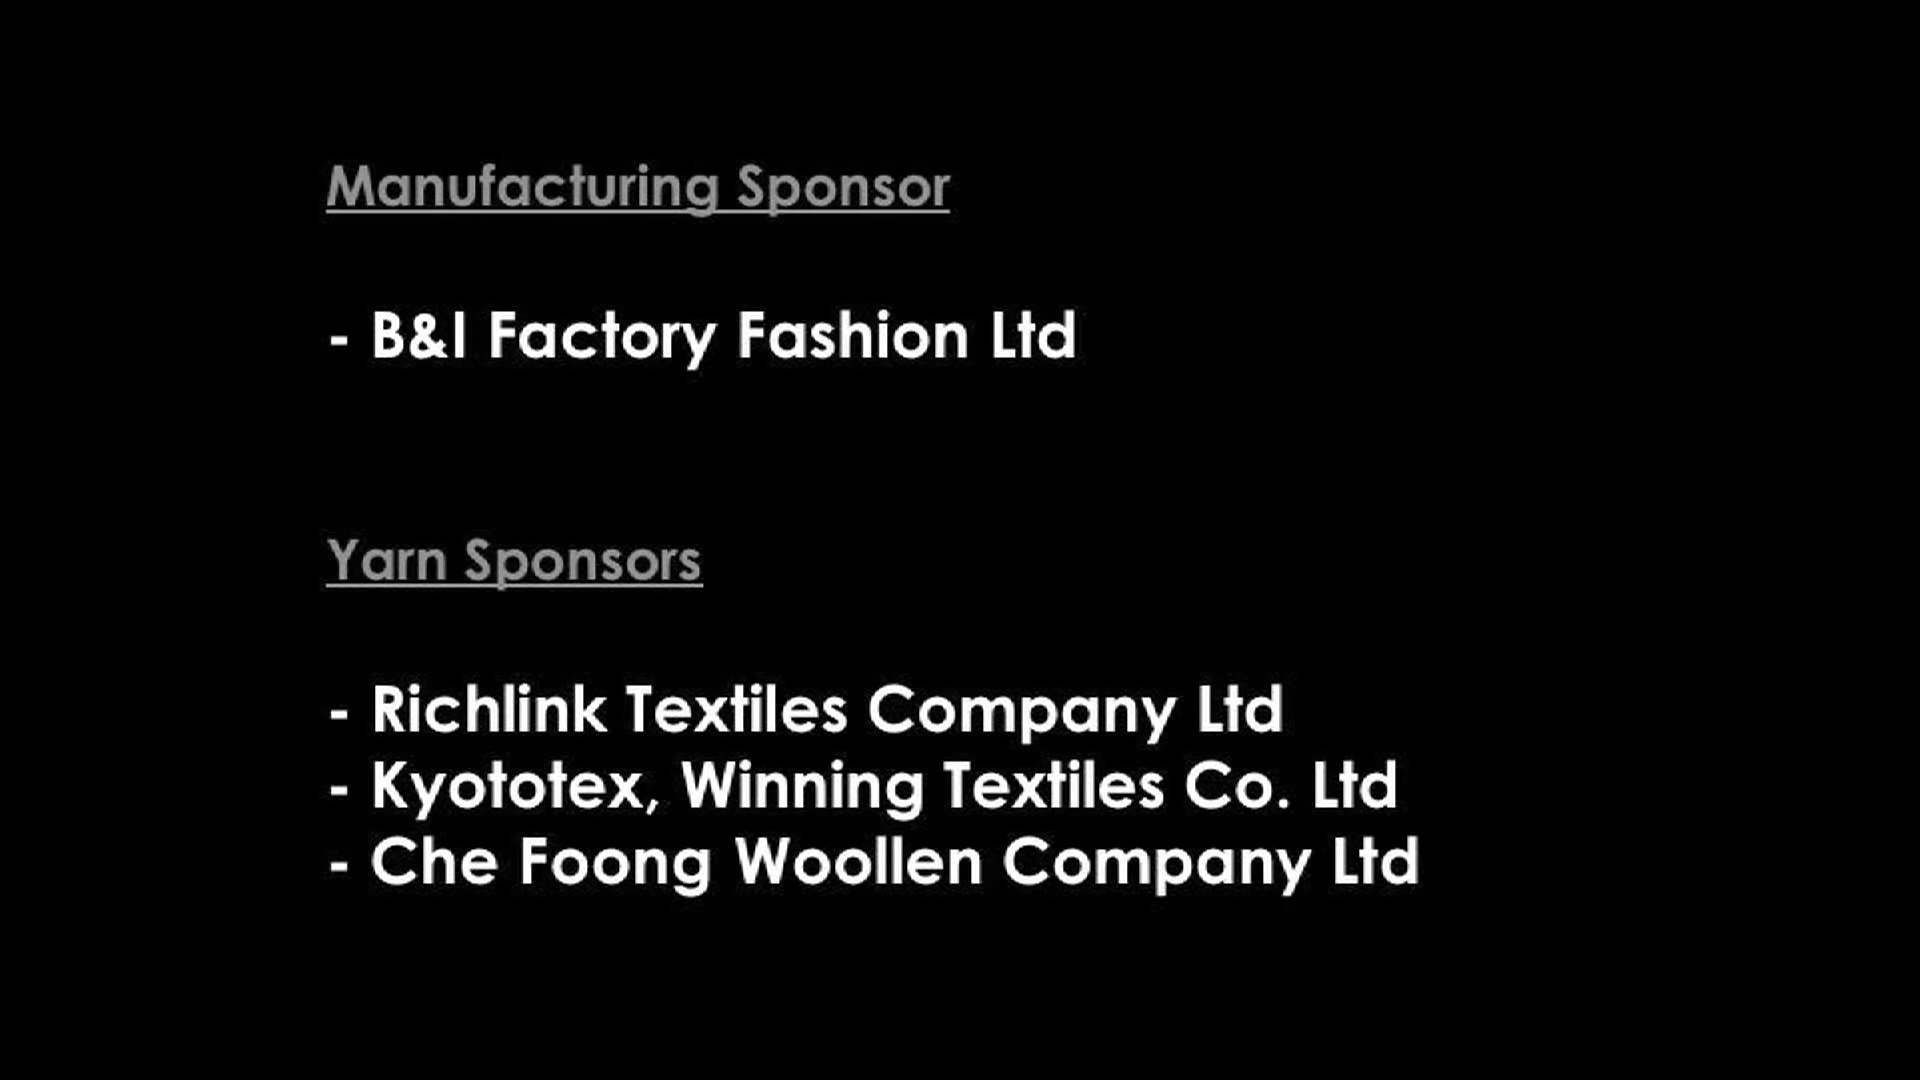 Manufacturing Sponsor
- B&I Factory Fashion Ltd
Yarn Sponsors
- Richlink Textiles Company Ltd
- Kyototex, Winning Textiles Co. Ltd
- Che Foong Woollen Company Ltd